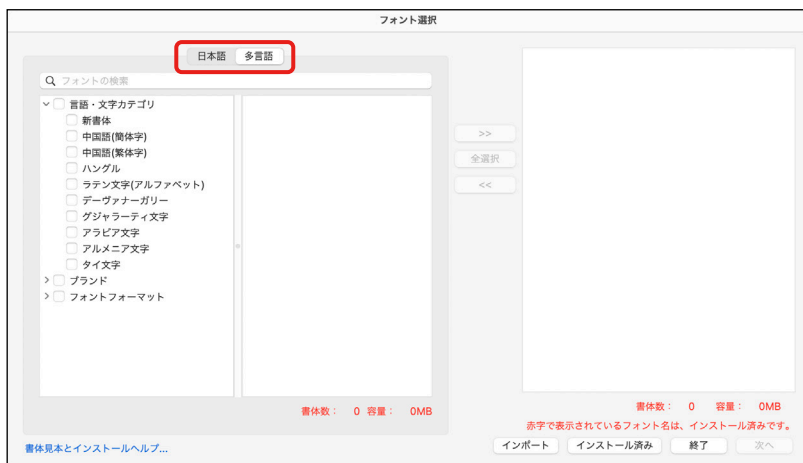 フォント選択
日本語 多言語
フォントの検索
言語・文字カテゴリ
新書体
中国語(簡体字)
中国語(繁体字)
ハングル
ラテン文字(アルファベット)
デーヴァナーガリー
グジャラーティ文字
アラビア文字
アルメニア文字
タイ文字
ブランド
フォントフォーマット
>>
全選択
<<
書体数： 0 容量： 0MB
書体数： 0 容量： 0MB
赤字で表示されているフォント名は、インストール済みです。
書体見本とインストールヘルプ...
インポート インストール済み 終了 次へ